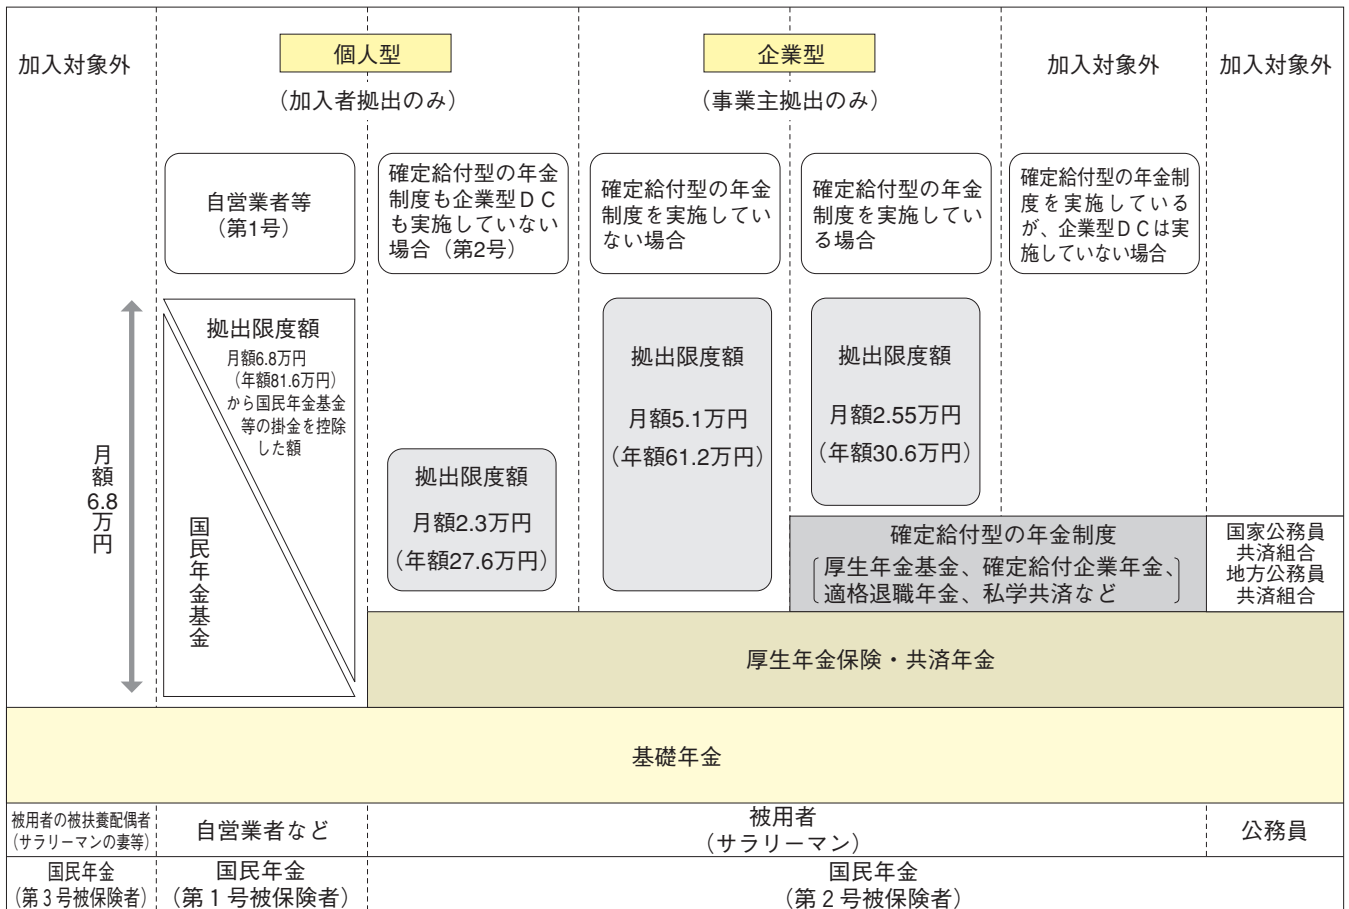 加入対象外
個人型
（加入者拠出のみ）
企業型
（事業主拠出のみ）
加入対象外
加入対象外
自営業者等
（第1号）
確定給付型の年金
制度も企業型ＤＣ
も実施していない
場合（第2号）
確定給付型の年金
制度を実施してい
ない場合
確定給付型の年金
制度を実施してい
る場合
確定給付型の年金制
度を実施している
が、企業型ＤＣは実
施していない場合
月額
6.8
万円
拠出限度額
月額6.8万円
（年額81.6万円）
から国民年金基金
等の掛金を控除
した額
国民年金基金
拠出限度額
月額2.3万円
（年額27.6万円）
拠出限度額
月額5.1万円
（年額61.2万円）
拠出限度額
月額2.55万円
（年額30.6万円）
確定給付型の年金制度
〔厚生年金基金、確定給付企業年金、
適格退職年金、私学共済など〕
国家公務員
共済組合
地方公務員
共済組合
厚生年金保険・共済年金
基礎年金
被用者の被扶養配偶者
（サラリーマンの妻等）
自営業者など
被用者
（サラリーマン）
公務員
国民年金
（第３号被保険者）
国民年金
（第１号被保険者）
国民年金
（第２号被保険者）